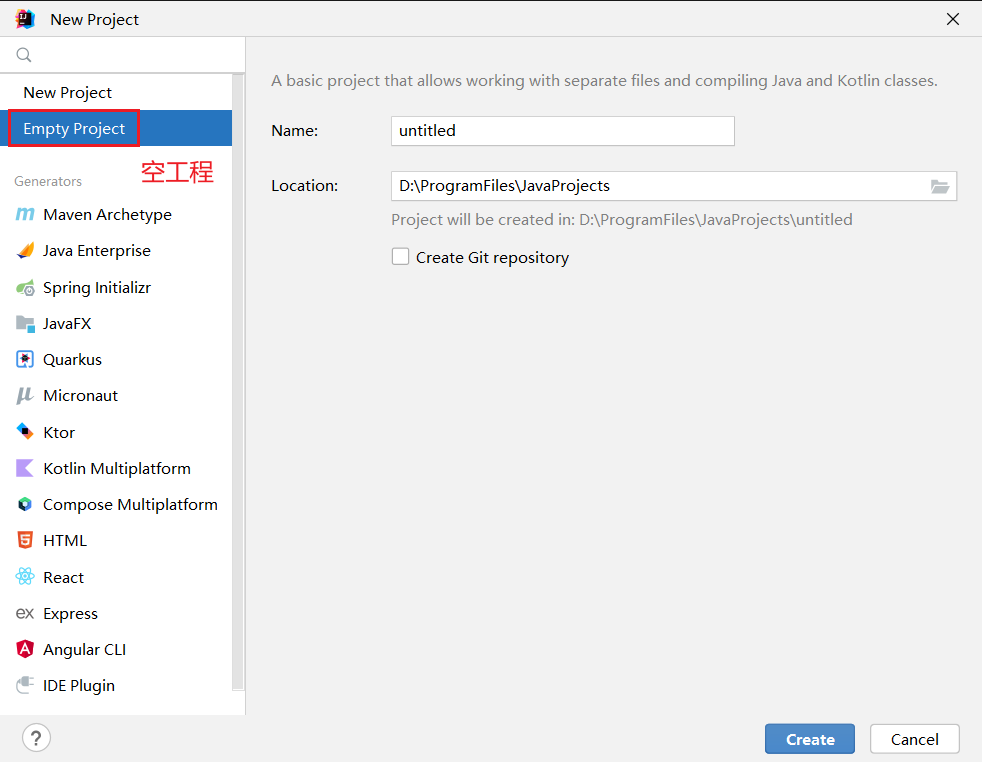 New Project
New Project
Empty Project
空工程
Generators
Maven Archetype
Java Enterprise
Spring Initializr
JavaFX
Quarkus
Micronaut
Ktor
Kotlin Multiplatform
Compose Multiplatform
HTML
React
ex Express
Angular CLI
IDE Plugin
A basic project that allows working with separate files and compiling Java and Kotlin classes.
Name:
untitled
Location:
D:\ProgramFiles\JavaProjects
Project will be created in: D:\ProgramFiles\JavaProjects\untitled
Create Git repository
?
Create
Cancel